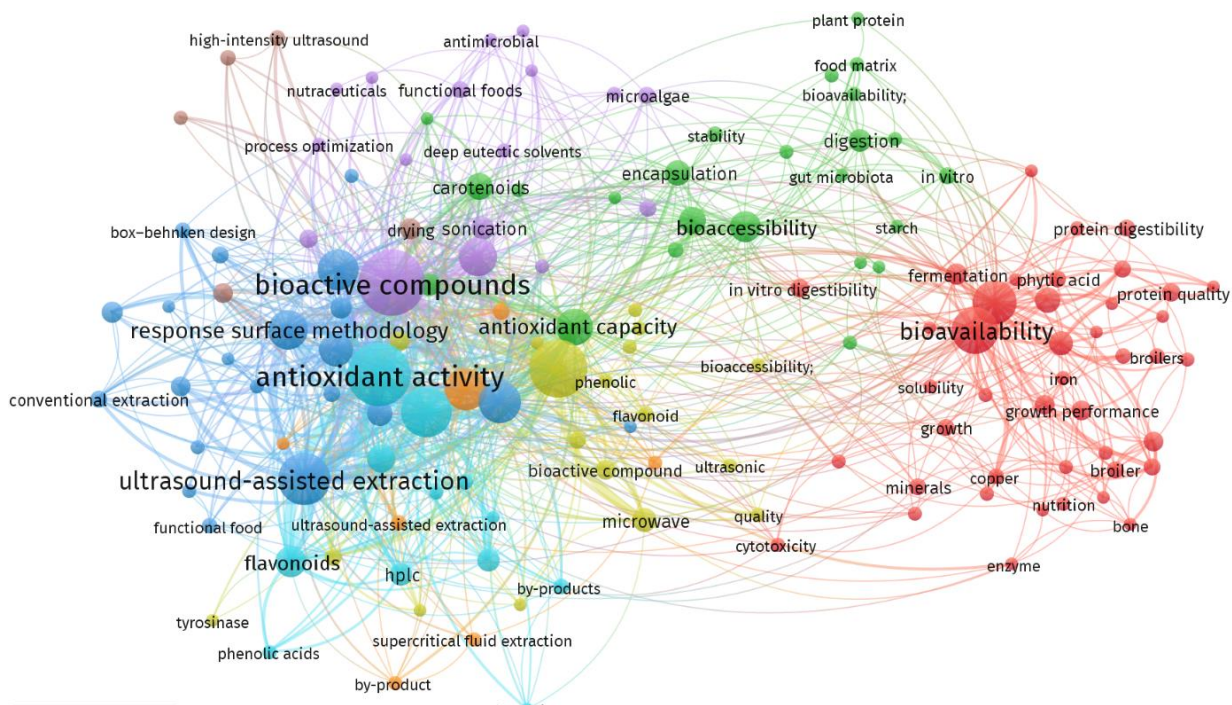 plant protein
high-intensity ultrasound
antimicrobial
food matrix
nutraceuticals
functional foods
microalgae
bioavailability;
process optimization
deep eutectic solvents
stability
digestion
carotenoids
encapsulation
gut microbiota
in vitro
box–behnken design
drying
sonication
bioaccessibility
starch
protein digestibility
bioactive compounds
in vitro digestibility
fermentation
phytic acid
protein quality
response surface methodology
antioxidant capacity
bioavailability
antioxidant activity
phenolic
bioaccessibility;
broilers
conventional extraction
solubility
iron
flavonoid
growth performance
growth
ultrasound-assisted extraction
bioactive compound
ultrasonic
minerals
copper
broiler
functional food
ultrasound-assisted extraction
microwave
quality
nutrition
bone
cytotoxicity
flavonoids
hplc
by-products
enzyme
tyrosinase
phenolic acids
supercritical fluid extraction
by-product